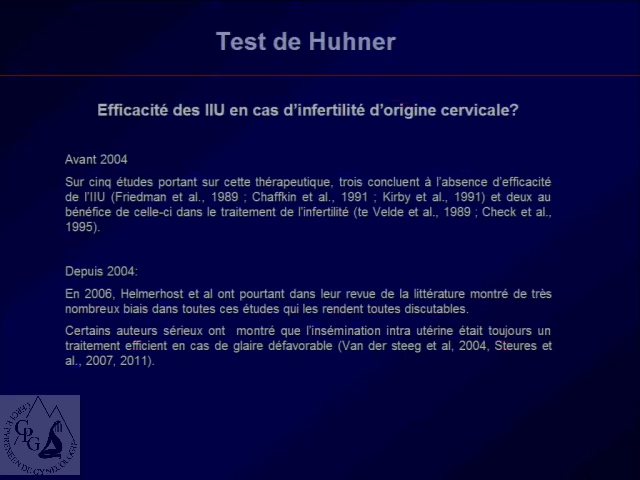 Test de Huhner
Efficacité des IIU en cas d'infertilité d'origine cervicale?
Avant 2004
Sur cinq études portant sur cette thérapeutique, trois concluent à l'absence d'efficacité
de l'IIU (Friedman et al., 1989 ; Chaffkin et al., 1991 ; Kirby et al., 1991) et deux au
bénéfice de celle-ci dans le traitement de l'infertilité (te Velde et al., 1989 ; Check et al.,
1995).
Depuis 2004:
En 2006, Helmerhost et al ont pourtant dans leur revue de la littérature montré de très
nombreux biais dans toutes ces études qui les rendent toutes discutables.
Certains auteurs sérieux ont montré que l'insémination intra utérine était toujours un
traitement efficient en cas de glaire défavorable (Van der steeg et al, 2004, Steures et
al., 2007, 2011).
CERCLE PYRENEEN DE GYNECOLOGIE
CPG